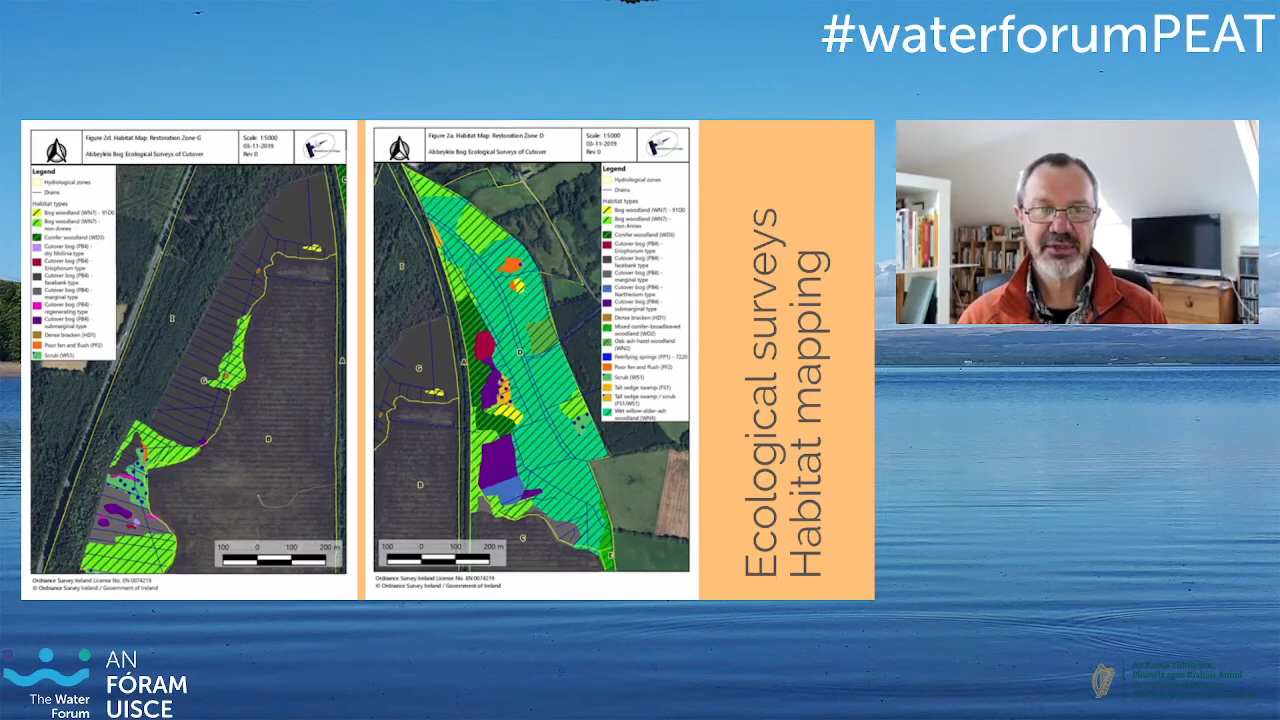 #waterforumPEAT
Figure 2d. Habitat Map: Restoration Zone G
Abbeyleix Bog Ecological Surveys of Cutover
Scale: 1:5000
03-11-2019
Rev 0
Legend
Hydrological zones
Drains
Habitat types
Bog woodland (WN7) - 91D0
Bog woodland (WN7) -
non-Annex
Conifer woodland (WD3)
Cutover bog (PB4) -
dry Molinia type
Cutover bog (PB4) -
Eriophorum type
Cutover bog (PB4) -
facebank type
Cutover bog (PB4) -
marginal type
Cutover bog (PB4) -
regenerating type
Cutover bog (PB4) -
submarginal type
Dense bracken (HD1)
Poor fen and flush (PF2)
Scrub (WS1)
100 0 100 200 m
Ordnance Survey Ireland License No. EN 0074219
© Ordnance Survey Ireland / Government of Ireland
Figure 2a. Habitat Map: Restoration Zone D
Abbeyleix Bog Ecological Surveys of Cutover
Scale: 1:5000
03-11-2019
Rev 0
Legend
Hydrological zones
Drains
Habitat types
Bog woodland (WN7) - 91D0
Bog woodland (WN7) -
non-Annex
Conifer woodland (WD3)
Cutover bog (PB4) -
Eriophorum type
Cutover bog (PB4) -
facebank type
Cutover bog (PB4) -
marginal type
Cutover bog (PB4) -
Narthecium type
Cutover bog (PB4) -
submarginal type
Dense bracken (HD1)
Mixed conifer-broadleaved
woodland (WD2)
Oak-ash-hazel woodland
(WN2)
Petrifying springs (FP1) - 7220
Poor fen and flush (PF2)
Scrub (WS1)
Tall sedge swamp (FS1)
Tall sedge swamp / scrub
(FS1/WS1)
Wet willow-alder-ash
woodland (WN6)
100 0 100 200 m
Ordnance Survey Ireland License No. EN 0074219
© Ordnance Survey Ireland / Government of Ireland
Ecological surveys
Habitat mapping
The Water
Forum
AN
FÓRAM
UISCE